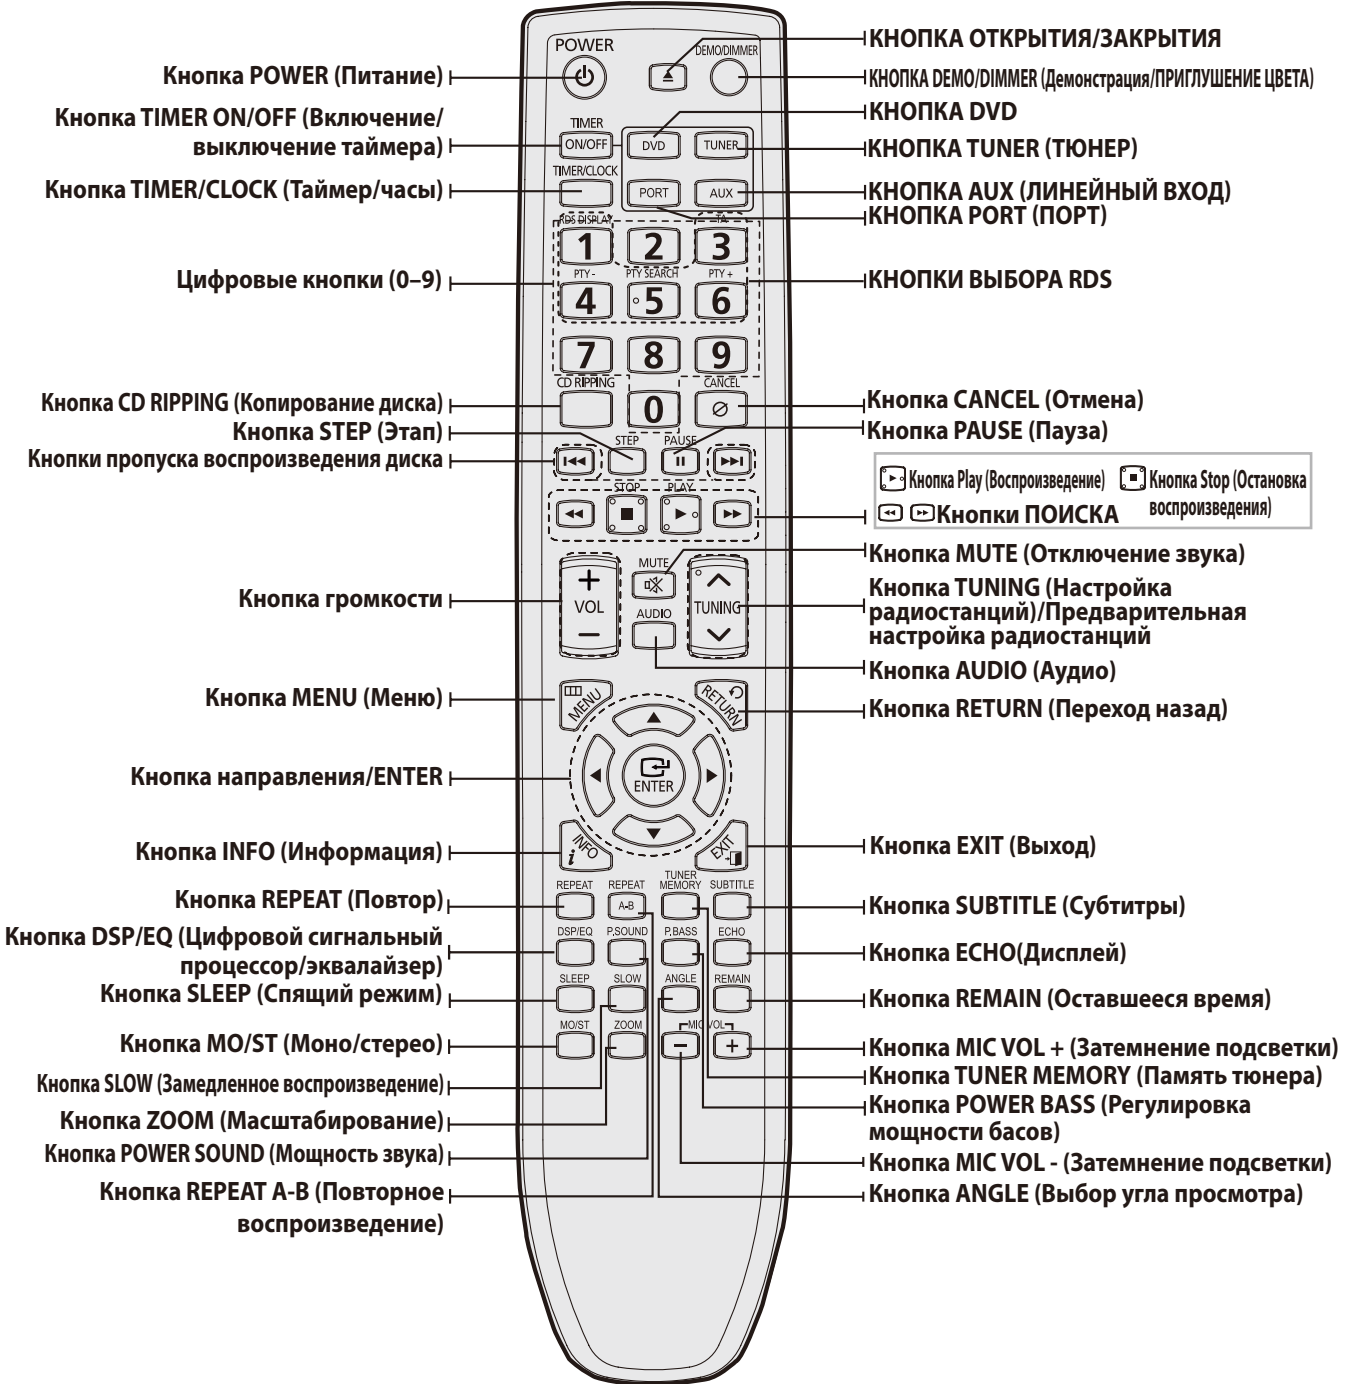 Кнопка POWER (Питание)
Кнопка TIMER ON/OFF (Включение/
выключение таймера)
Кнопка TIMER/CLOCK (Таймер/часы)
Цифровые кнопки (0–9)
Кнопка CD RIPPING (Копирование диска)
Кнопка STEP (Этап)
Кнопки пропуска воспроизведения диска
Кнопка громкости
Кнопка MENU (Меню)
Кнопка направления/ENTER
Кнопка INFO (Информация)
Кнопка REPEAT (Повтор)
Кнопка DSP/EQ (Цифровой сигнальный
процессор/эквалайзер)
Кнопка SLEEP (Спящий режим)
Кнопка MO/ST (Моно/стерео)
Кнопка SLOW (Замедленное воспроизведение)
Кнопка ZOOM (Масштабирование)
Кнопка POWER SOUND (Мощность звука)
Кнопка REPEAT A-B (Повторное
воспроизведение)
POWER
DEMO/DIMMER
TIMER
ON/OFF
DVD
TUNER
TIMER/CLOCK
PORT
AUX
RDS DISPLAY
TA
1
2
3
PTY -
PTY SEARCH
PTY +
4
5
6
7
8
9
CD RIPPING
CANCEL
0
STEP
PAUSE
STOP
PLAY
MUTE
VOL
TUNING
AUDIO
MENU
RETURN
ENTER
INFO
i
EXIT
REPEAT
REPEAT
A-B
TUNER
MEMORY
SUBTITLE
DSP/EQ
P.SOUND
P.BASS
ECHO
SLEEP
SLOW
ANGLE
REMAIN
MO/ST
ZOOM
MIC VOL
КНОПКА ОТКРЫТИЯ/ЗАКРЫТИЯ
КНОПКА DEMO/DIMMER (Демонстрация/ПРИГЛУШЕНИЕ ЦВЕТА)
КНОПКА DVD
КНОПКА TUNER (ТЮНЕР)
КНОПКА AUX (ЛИНЕЙНЫЙ ВХОД)
КНОПКА PORT (ПОРТ)
КНОПКИ ВЫБОРА RDS
Кнопка CANCEL (Отмена)
Кнопка PAUSE (Пауза)
Кнопка Play (Воспроизведение)
Кнопка Stop (Остановка
воспроизведения)
Кнопки ПОИСКА
Кнопка MUTE (Отключение звука)
Кнопка TUNING (Настройка
радиостанций)/Предварительная
настройка радиостанций
Кнопка AUDIO (Аудио)
Кнопка RETURN (Переход назад)
Кнопка EXIT (Выход)
Кнопка SUBTITLE (Субтитры)
Кнопка ECHO(Дисплей)
Кнопка REMAIN (Оставшееся время)
Кнопка MIC VOL + (Затемнение подсветки)
Кнопка TUNER MEMORY (Память тюнера)
Кнопка POWER BASS (Регулировка
мощности басов)
Кнопка MIC VOL - (Затемнение подсветки)
Кнопка ANGLE (Выбор угла просмотра)